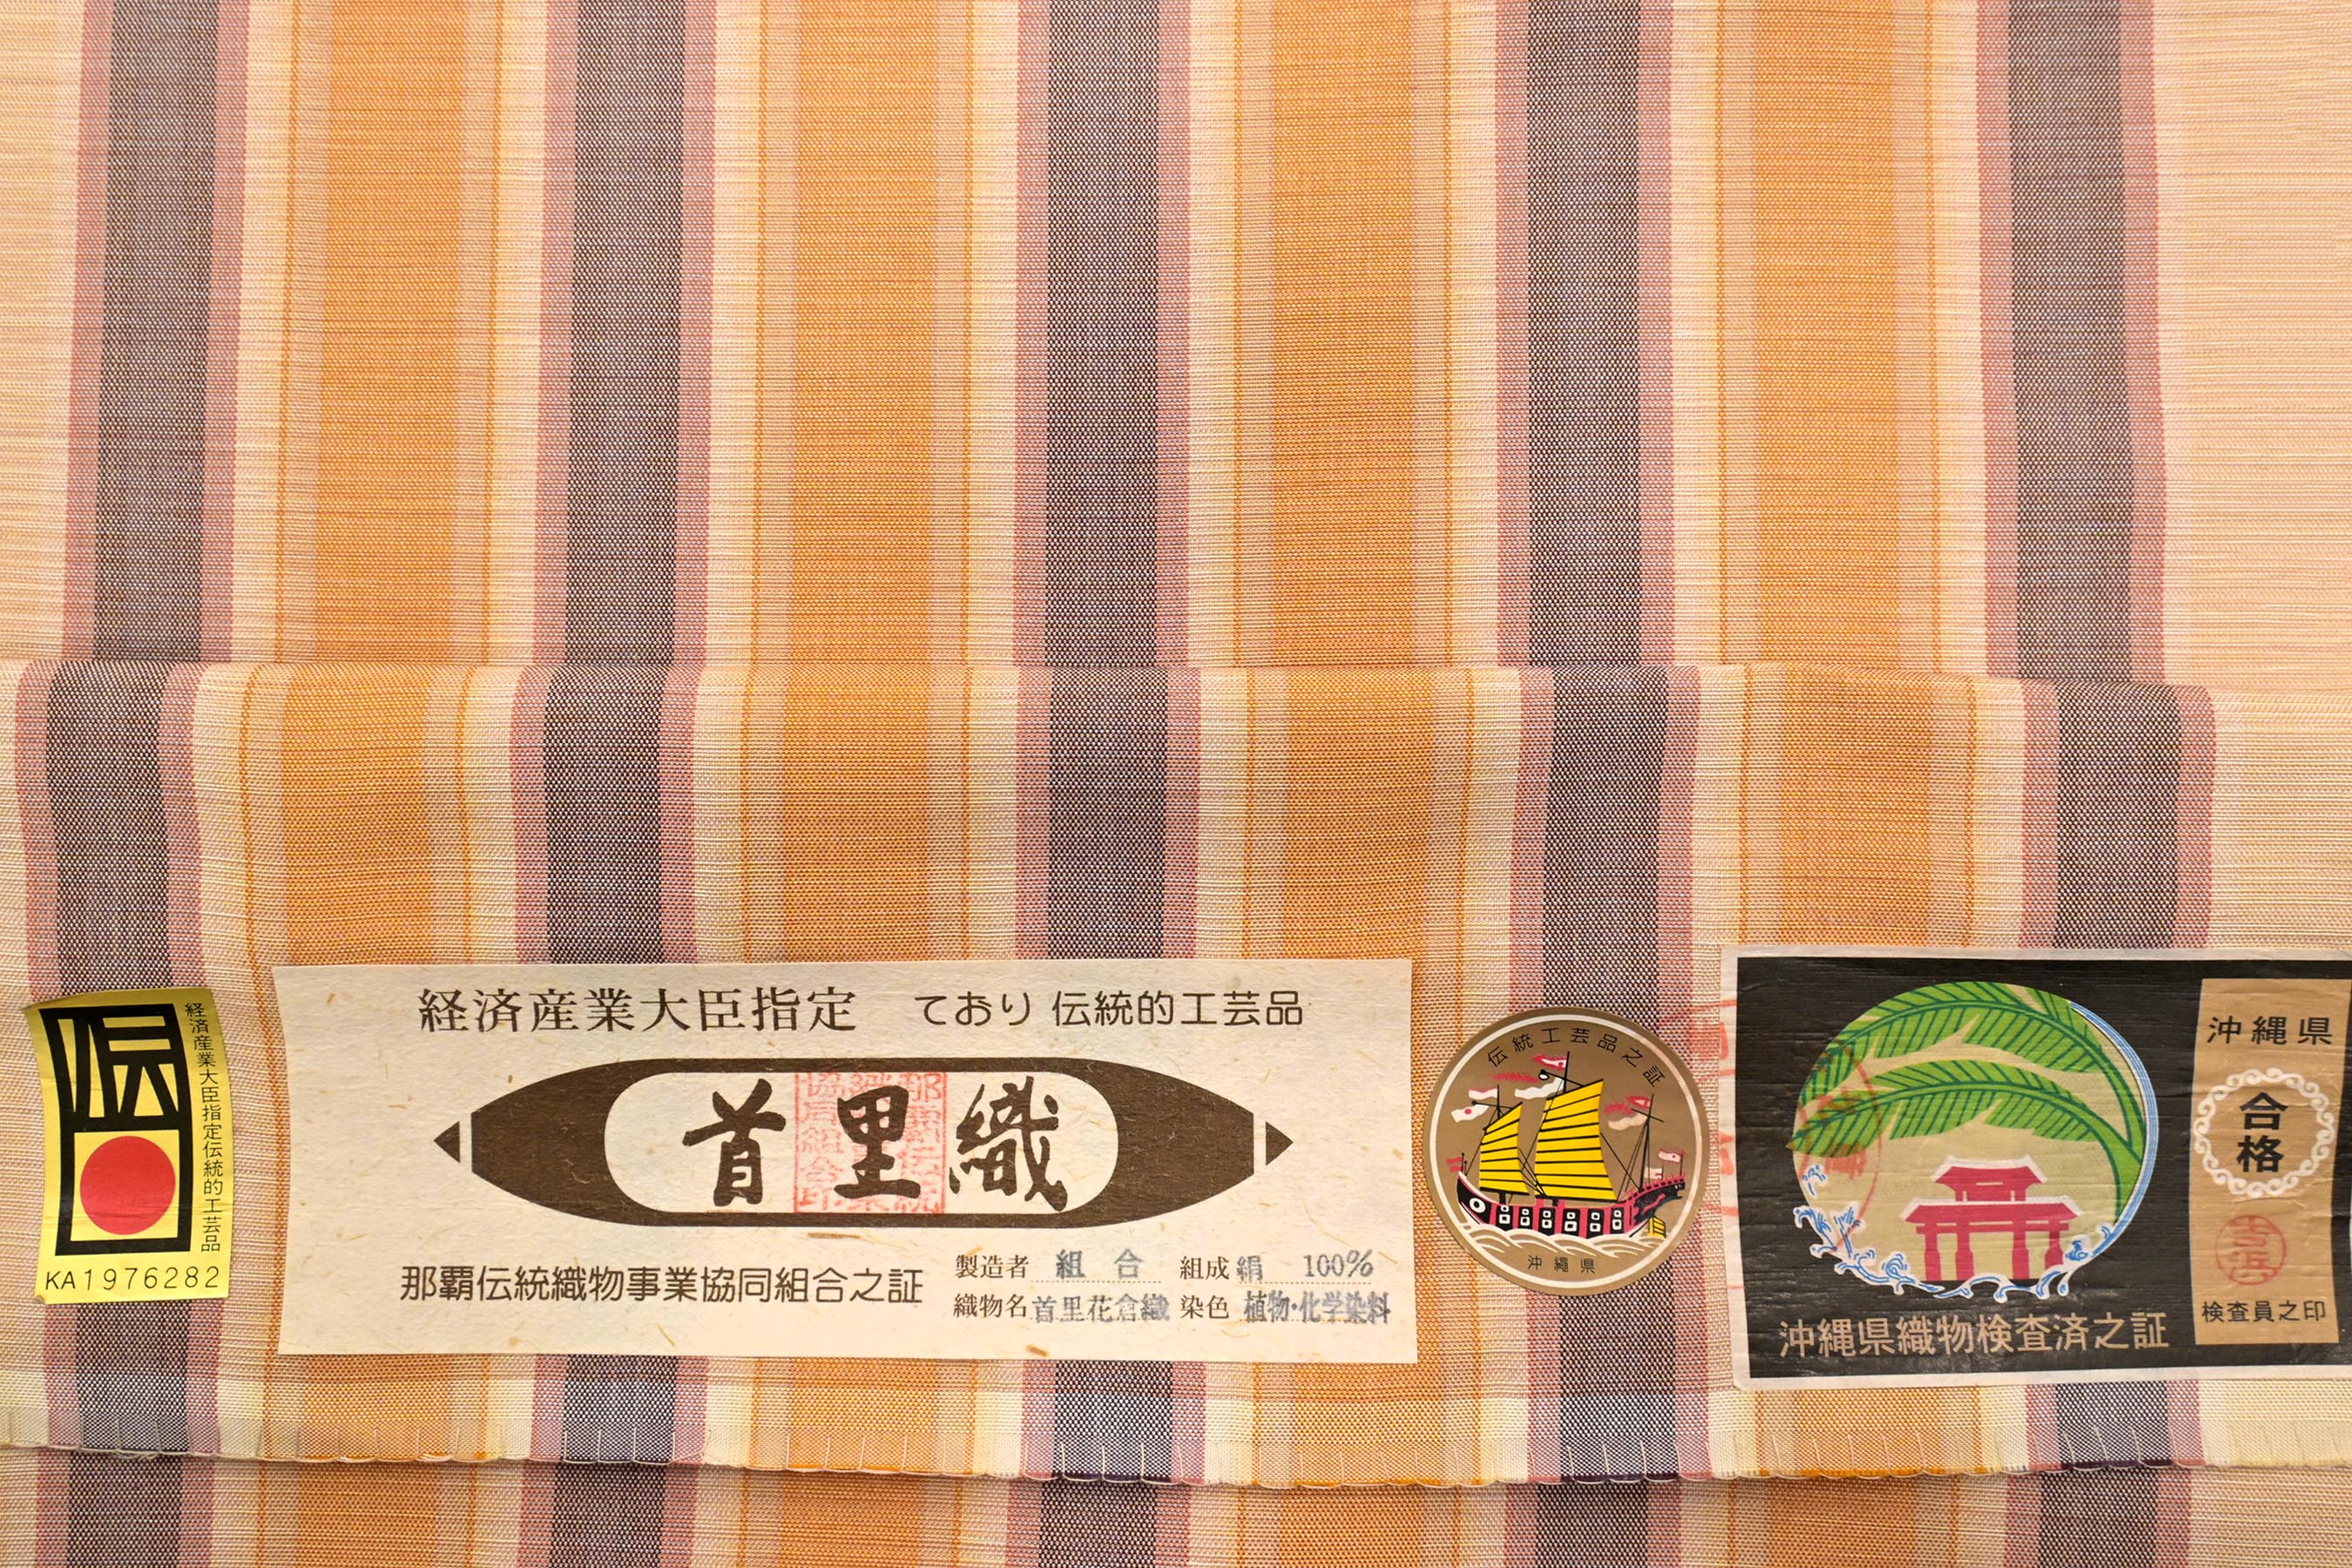 経済産業大臣指定伝統的工芸品
伝
KA1976282
経済産業大臣指定 ており 伝統的工芸品
首里織
那覇伝統織物事業協同組合之証
製造者 組合 組成 絹 100%
織物名 首里花倉織 染色 植物・化学染料
伝統工芸品之証
沖縄県
沖縄県
合格
検査員之印
沖縄県織物検査済之証